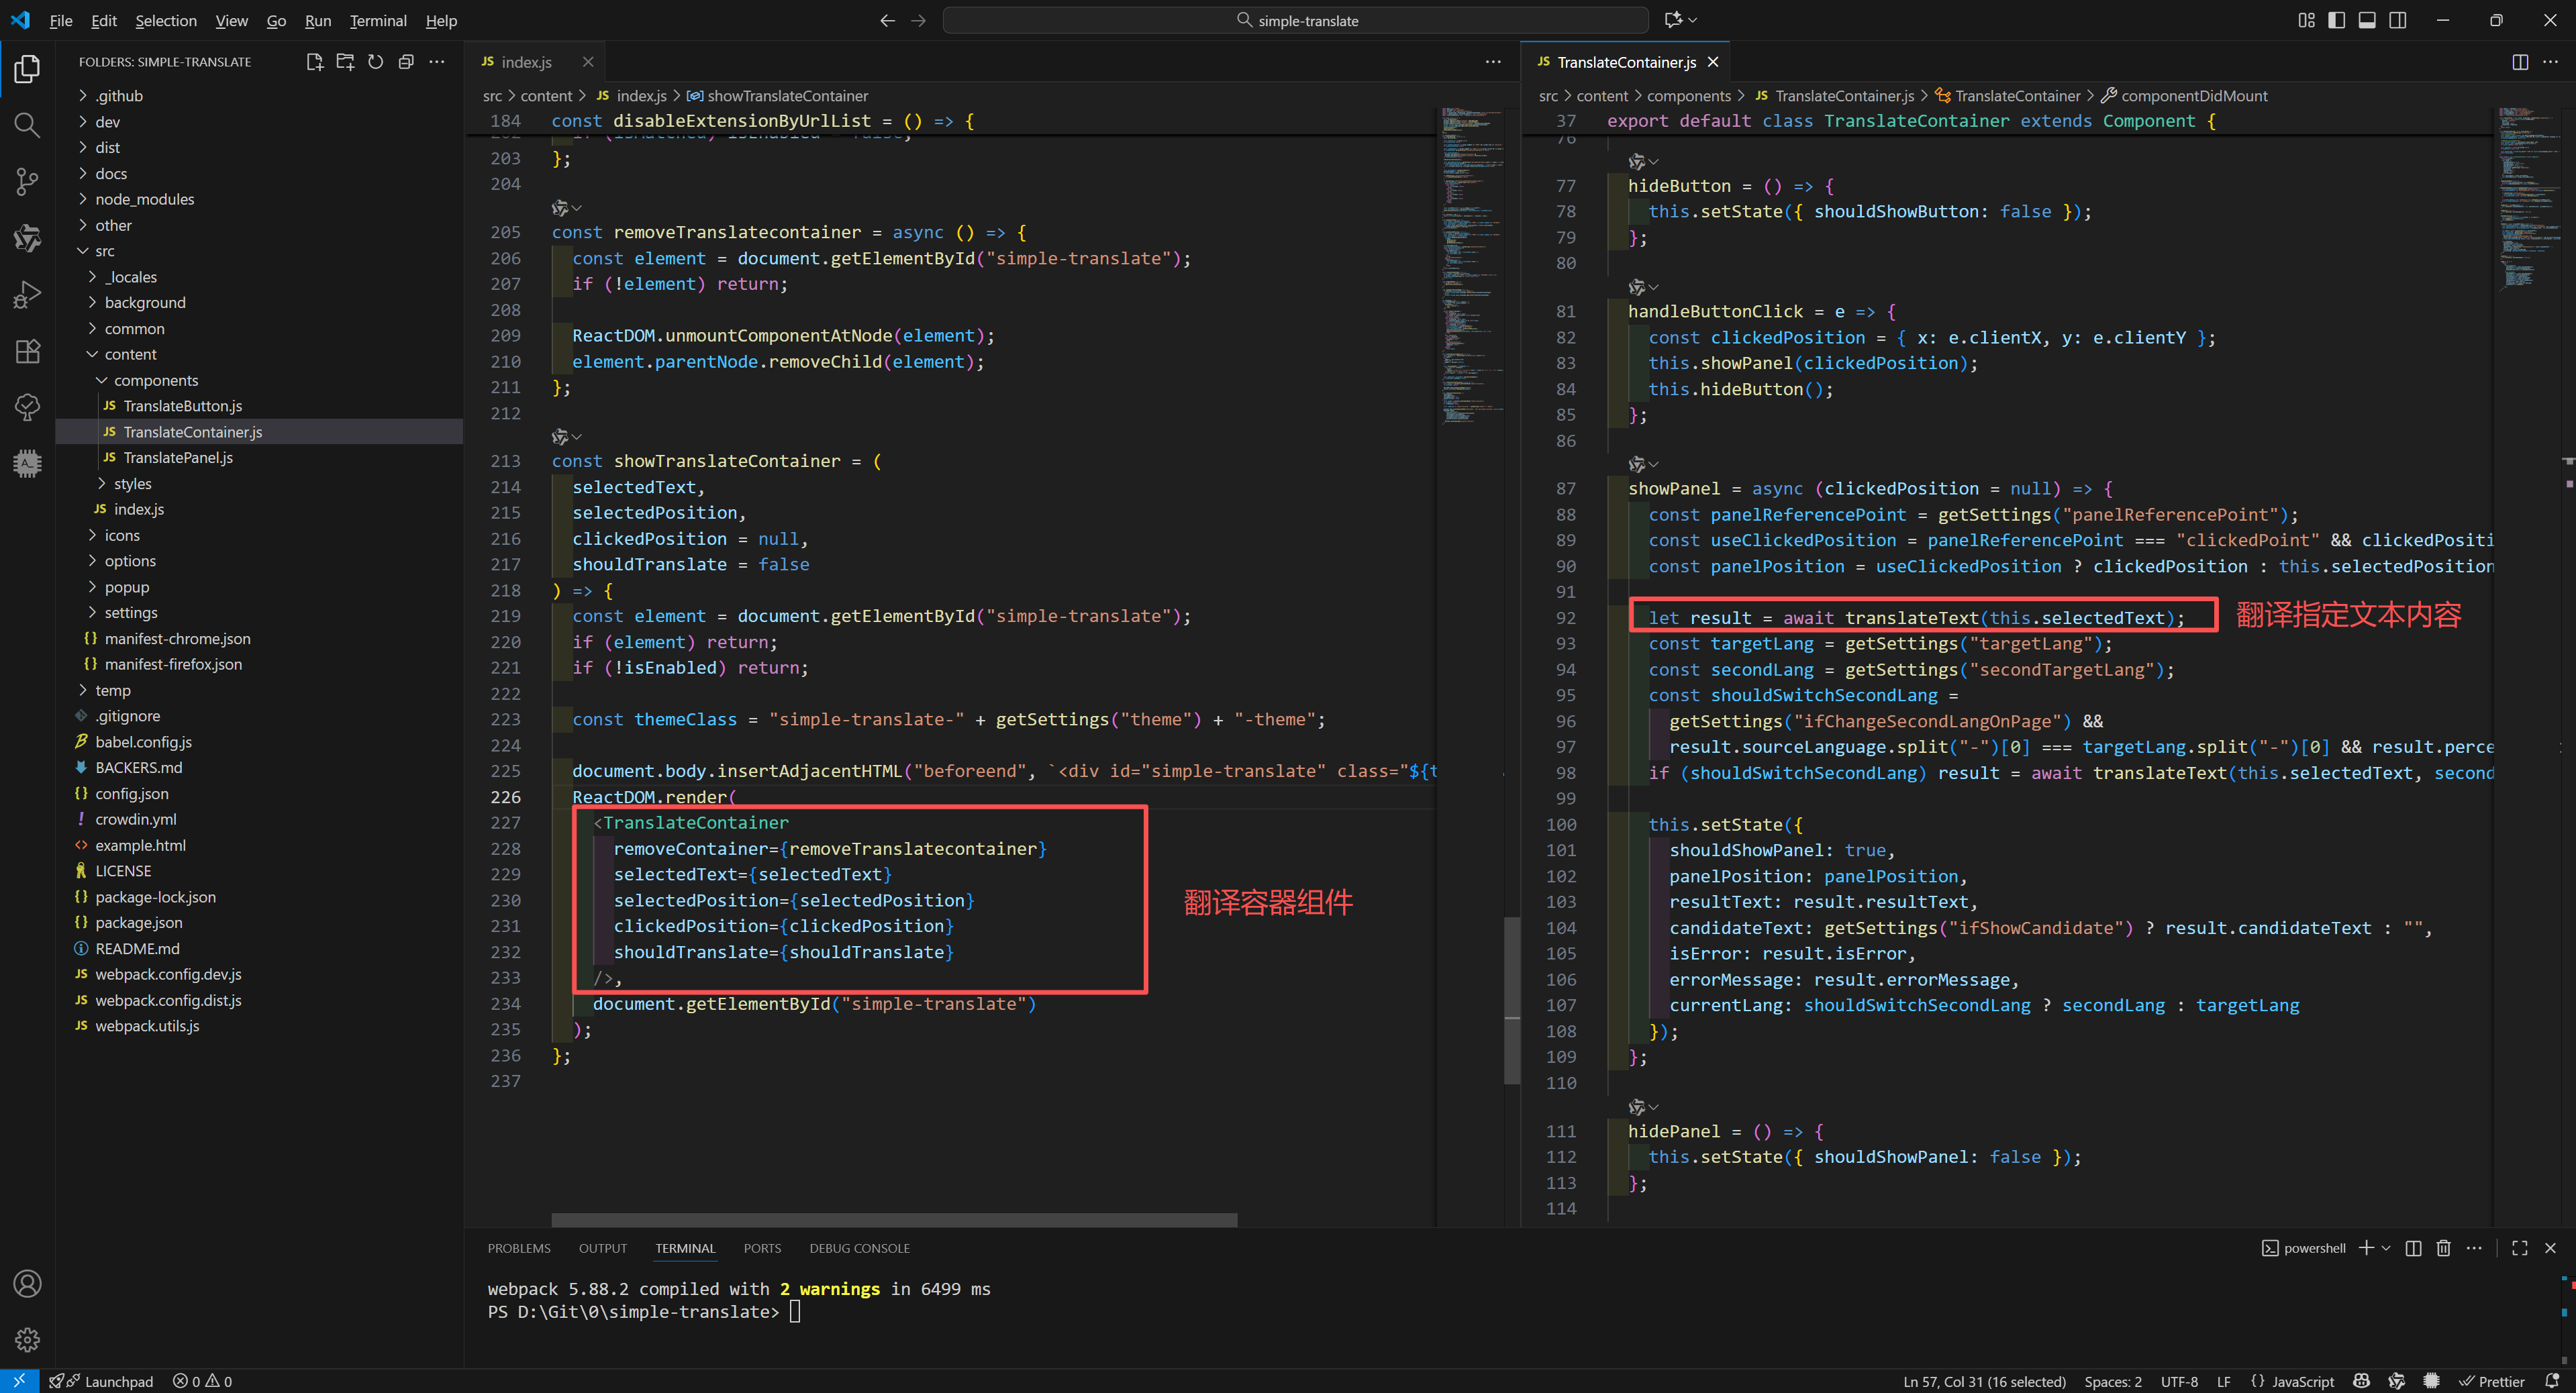 File Edit Selection View Go Run Terminal Help
simple-translate
FOLDERS: SIMPLE-TRANSLATE
.github
dev
dist
docs
node_modules
other
src
_locales
background
common
content
components
JS TranslateButton.js
JS TranslateContainer.js
JS TranslatePanel.js
styles
JS index.js
icons
options
popup
settings
{} manifest-chrome.json
{} manifest-firefox.json
temp
.gitignore
babel.config.js
BACKERS.md
{} config.json
! crowdin.yml
<> example.html
LICENSE
{} package-lock.json
{} package.json
README.md
JS webpack.config.dev.js
JS webpack.config.dist.js
JS webpack.utils.js
JS index.js
src > content > JS index.js > showTranslateContainer
184 const disableExtensionByUrlList = () => {
203 };
204
205 const removeTranslatecontainer = async () => {
206 const element = document.getElementById("simple-translate");
207 if (!element) return;
208
209 ReactDOM.unmountComponentAtNode(element);
210 element.parentNode.removeChild(element);
211 };
212
213 const showTranslateContainer = (
214 selectedText,
215 selectedPosition,
216 clickedPosition = null,
217 shouldTranslate = false
218 ) => {
219 const element = document.getElementById("simple-translate");
220 if (element) return;
221 if (!isEnabled) return;
222
223 const themeClass = "simple-translate-" + getSettings("theme") + "-theme";
224
225 document.body.insertAdjacentHTML("beforeend", `<div id="simple-translate" class="${t
226 ReactDOM.render(
227 <TranslateContainer
228 removeContainer={removeTranslatecontainer}
229 selectedText={selectedText}
230 selectedPosition={selectedPosition}
231 clickedPosition={clickedPosition}
232 shouldTranslate={shouldTranslate}
233 />,
翻译容器组件
234 document.getElementById("simple-translate")
235 );
236 };
237
JS TranslateContainer.js
src > content > components > JS TranslateContainer.js > TranslateContainer > componentDidMount
37 export default class TranslateContainer extends Component {
76
77 hideButton = () => {
78 this.setState({ shouldShowButton: false });
79 };
80
81 handleButtonClick = e => {
82 const clickedPosition = { x: e.clientX, y: e.clientY };
83 this.showPanel(clickedPosition);
84 this.hideButton();
85 };
86
87 showPanel = async (clickedPosition = null) => {
88 const panelReferencePoint = getSettings("panelReferencePoint");
89 const useClickedPosition = panelReferencePoint === "clickedPoint" && clickedPositi
90 const panelPosition = useClickedPosition ? clickedPosition : this.selectedPosition
91
92 let result = await translateText(this.selectedText); 翻译指定文本内容
93 const targetLang = getSettings("targetLang");
94 const secondLang = getSettings("secondTargetLang");
95 const shouldSwitchSecondLang =
96 getSettings("ifChangeSecondLangOnPage") &&
97 result.sourceLanguage.split("-")[0] === targetLang.split("-")[0] && result.perce
98 if (shouldSwitchSecondLang) result = await translateText(this.selectedText, second
99
100 this.setState({
101 shouldShowPanel: true,
102 panelPosition: panelPosition,
103 resultText: result.resultText,
104 candidateText: getSettings("ifShowCandidate") ? result.candidateText : "",
105 isError: result.isError,
106 errorMessage: result.errorMessage,
107 currentLang: shouldSwitchSecondLang ? secondLang : targetLang
108 });
109 };
110
111 hidePanel = () => {
112 this.setState({ shouldShowPanel: false });
113 };
114
PROBLEMS OUTPUT TERMINAL PORTS DEBUG CONSOLE
powershell
webpack 5.88.2 compiled with 2 warnings in 6499 ms
PS D:\Git\0\simple-translate>
Launchpad 0 0
Ln 57, Col 31 (16 selected) Spaces: 2 UTF-8 LF {} JavaScript Prettier